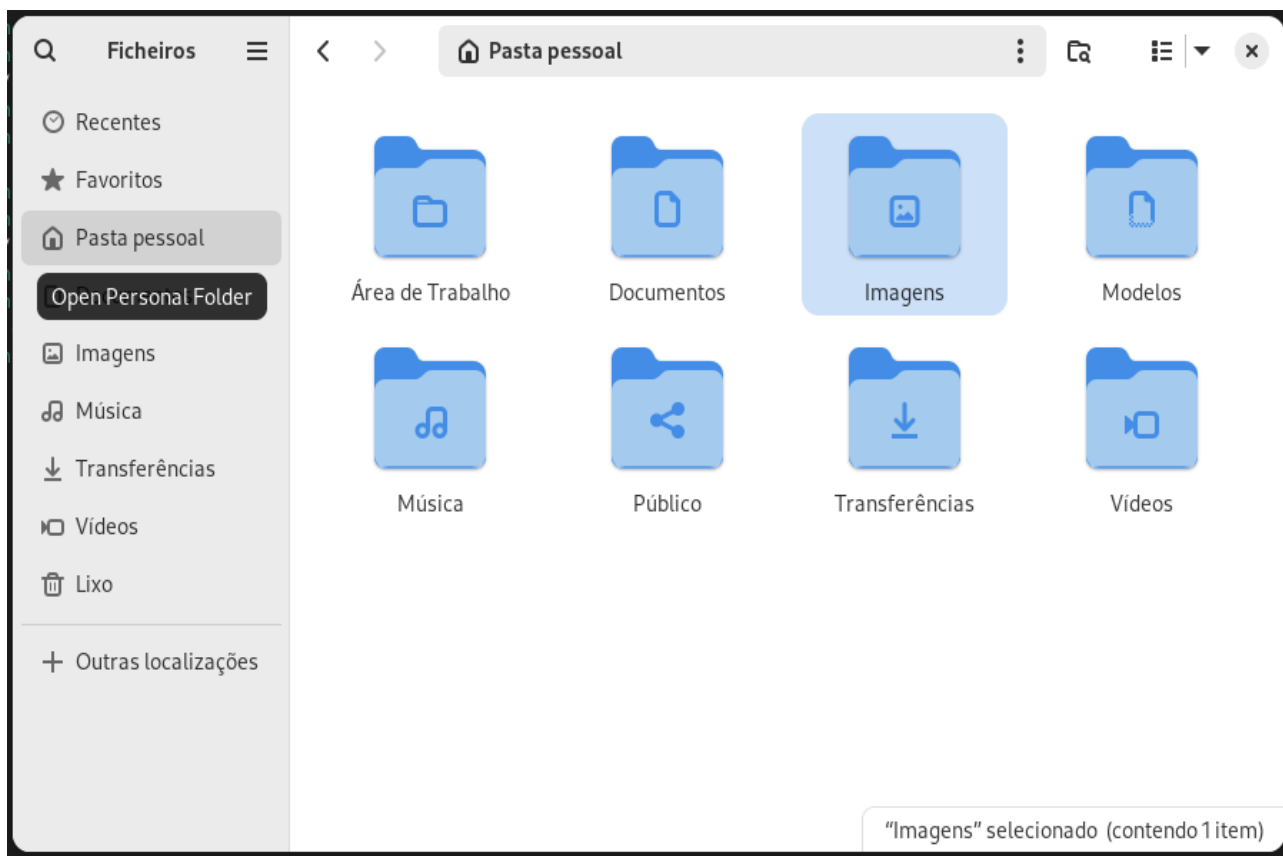 Ficheiros
Pasta pessoal
Recentes
Favoritos
Pasta pessoal
Open Personal Folder
Imagens
Música
Transferências
Vídeos
Lixo
Outras localizações
Área de Trabalho
Documentos
Imagens
Modelos
Música
Público
Transferências
Vídeos
“Imagens” selecionado (contendo 1 item)